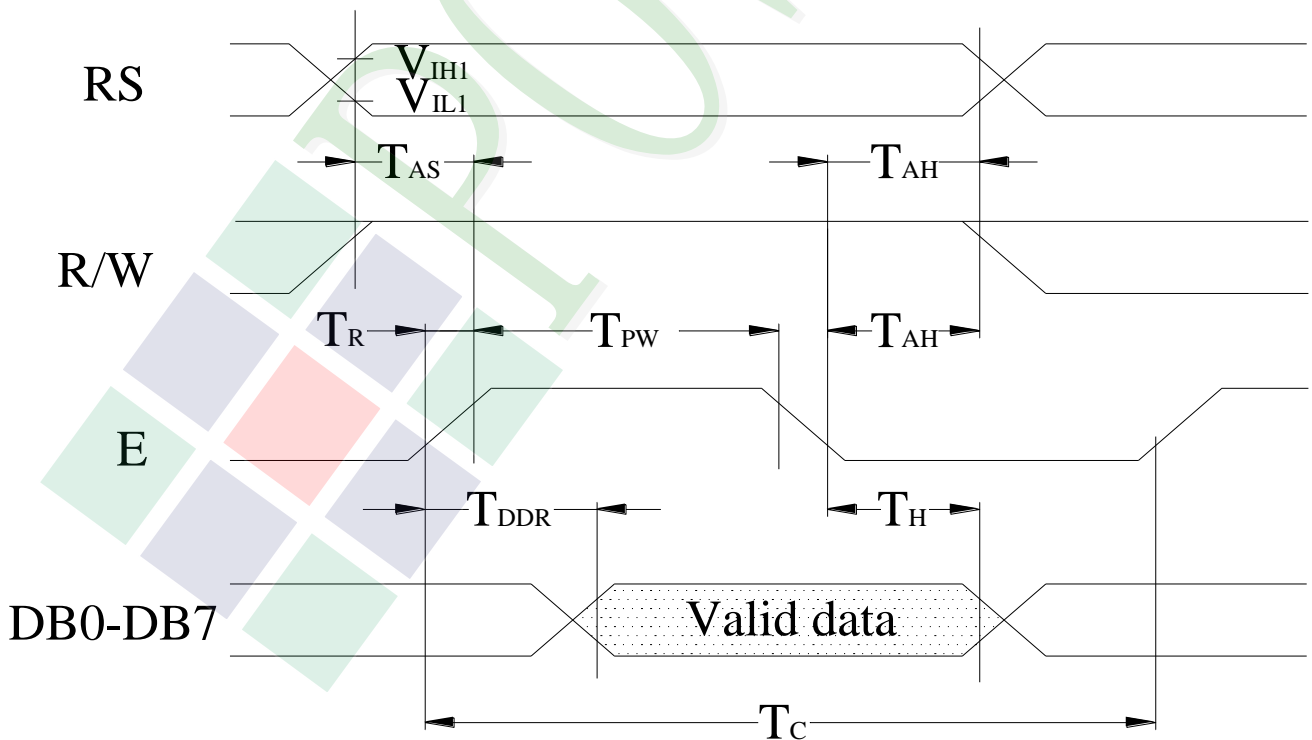 RS
VIH1
VIL1
TAS
TAH
R/W
TR
TPW
TAH
E
TDDR
TH
DB0-DB7
Valid data
TC